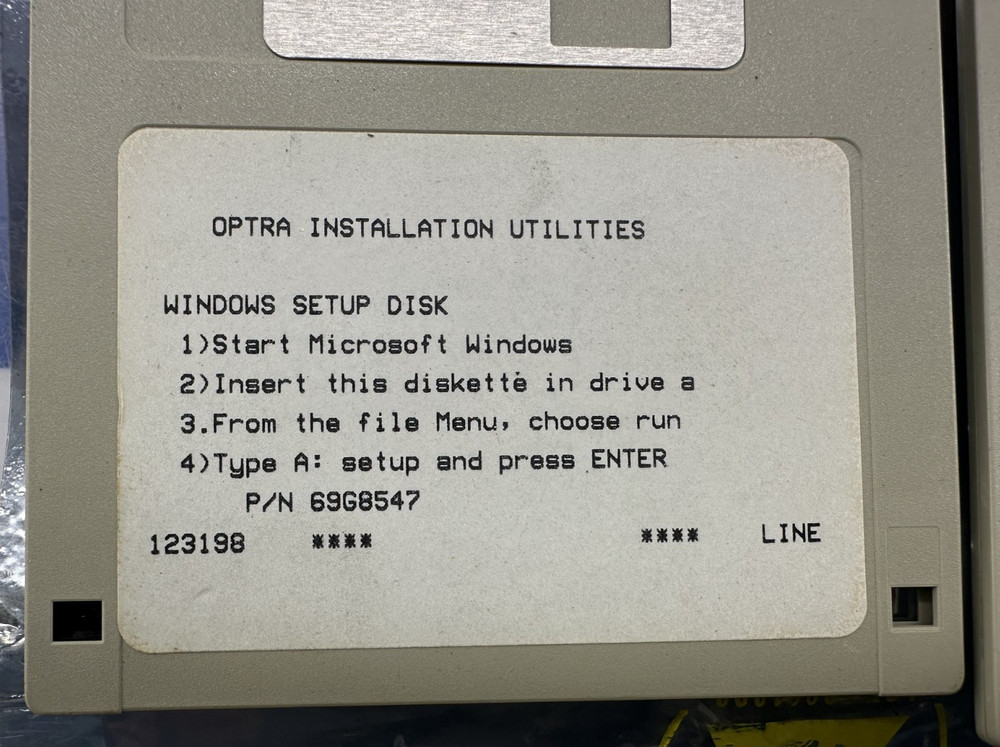 OPTRA INSTALLATION UTILITIES
WINDOWS SETUP DISK
1)Start Microsoft Windows
2)Insert this diskette in drive a
3.From the file Menu, choose run
4)Type A: setup and press ENTER
P/N 69G8547
123198 **** **** LINE